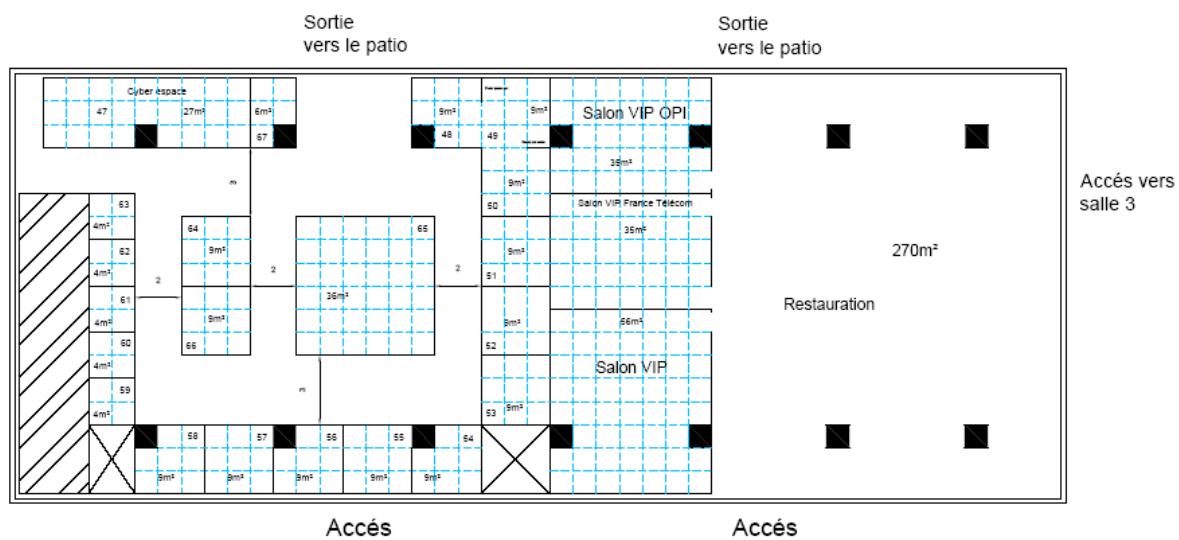 Sortie
vers le patio
Sortie
vers le patio
Cyber espace
47
27m²
6m²
67
9m²
48
9m²
49
Salon VIP OPI
35m²
Accés vers
salle 3
3
63
4m²
62
4m²
61
4m²
60
4m²
59
4m²
2
64
9m²
9m²
66
2
65
36m²
2
3
9m²
50
9m²
51
9m²
52
53
9m²
Salon VIP France Télécom
35m²
56m²
Salon VIP
270m²
Restauration
58
57
56
55
54
9m²
9m²
9m²
9m²
9m²
Accés
Accés